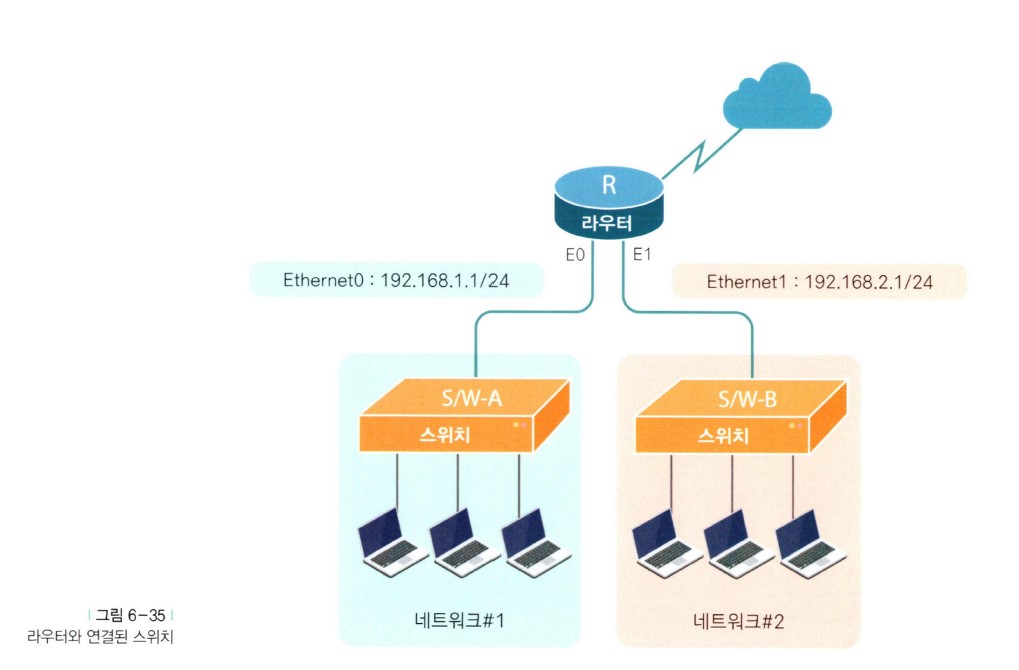 R
라우터
E0
E1
Ethernet0 : 192.168.1.1/24
Ethernet1 : 192.168.2.1/24
S/W-A
스위치
S/W-B
스위치
네트워크#1
네트워크#2
| 그림 6-35 |
라우터와 연결된 스위치